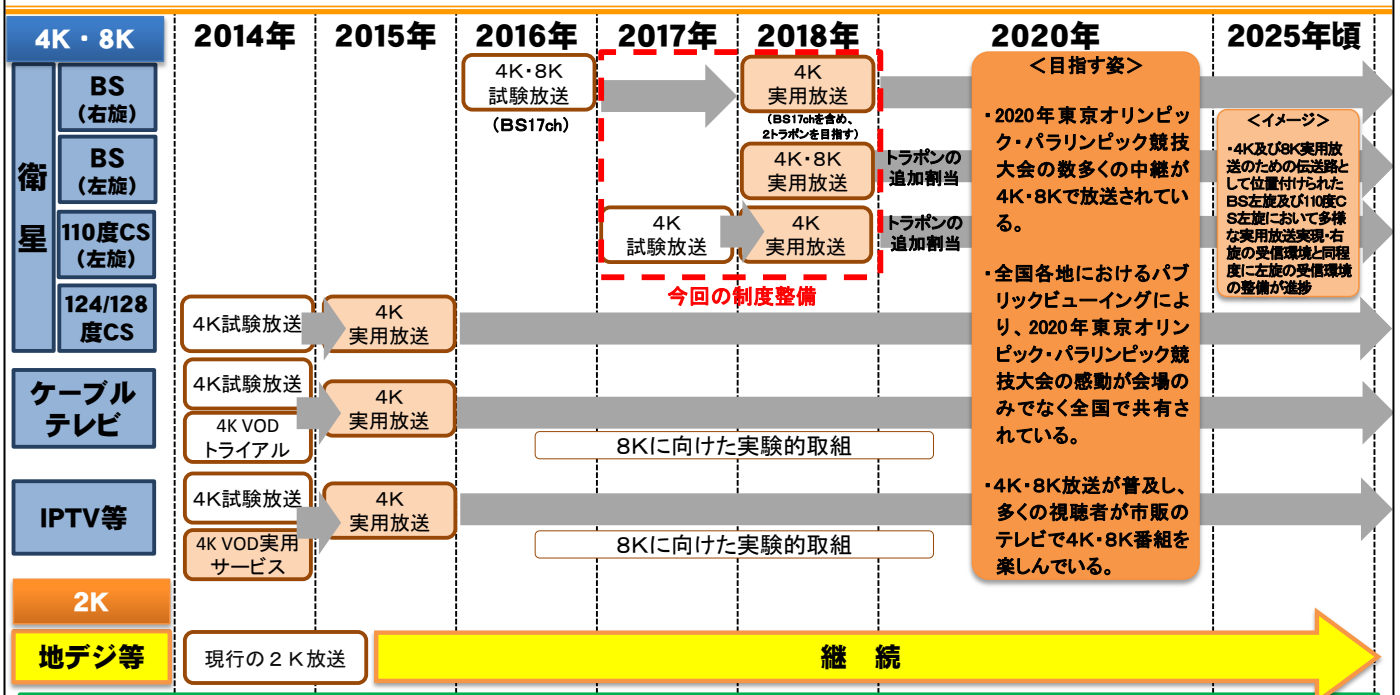 4K・8K
2014年
2015年
2016年
2017年
2018年
2020年
2025年頃
衛星
BS
(右旋)
4K・8K
試験放送
(BS17ch)
4K
実用放送
(BS17chを含め、
2トラポンを目指す)
BS
(左旋)
4K・8K
実用放送
トラポンの
追加割当
110度CS
(左旋)
4K
試験放送
4K
実用放送
トラポンの
追加割当
今回の制度整備
124/128
度CS
4K試験放送
4K
実用放送
ケーブル
テレビ
4K試験放送
4K VOD
トライアル
4K
実用放送
8Kに向けた実験的取組
IPTV等
4K試験放送
4K VOD実用
サービス
4K
実用放送
8Kに向けた実験的取組
＜目指す姿＞
・2020年東京オリンピッ
ク・パラリンピック競技
大会の数多くの中継が
4K・8Kで放送されてい
る。
・全国各地におけるパブ
リックビューイングによ
り、2020年東京オリン
ピック・パラリンピック競
技大会の感動が会場の
みでなく全国で共有さ
れている。
・4K・8K放送が普及し、
多くの視聴者が市販の
テレビで4K・8K番組を
楽しんでいる。
＜イメージ＞
・4K及び8K実用放
送のための伝送路と
して位置付けられた
BS左旋及び110度C
S左旋において多様
な実用放送実現・右
旋の受信環境と同程
度に左旋の受信環境
の整備が進捗
2K
地デジ等
現行の２Ｋ放送
継　続